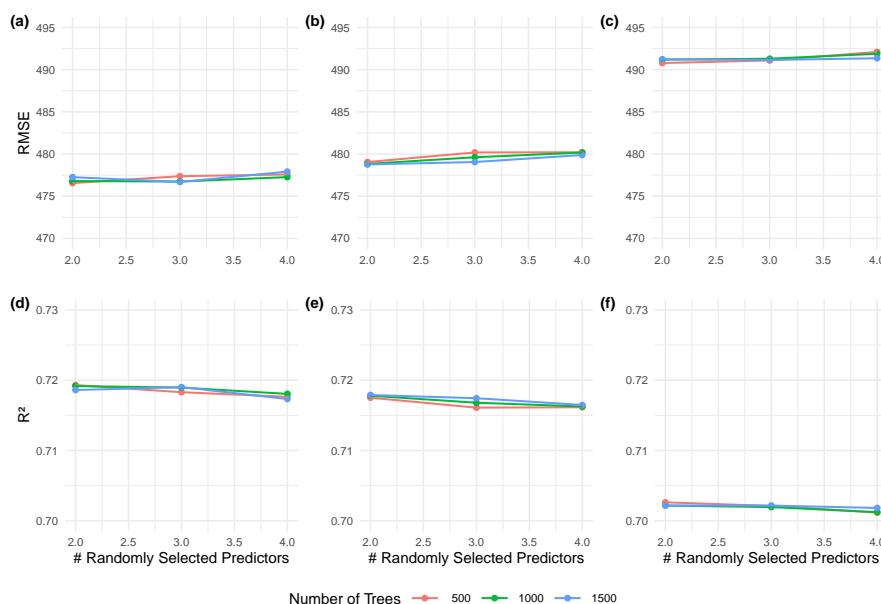 (a) (b) (c)
495 495 495
490 490 490
485 485 485
480 480 480
475 475 475
470 470 470
RMSE
2.0 2.5 3.0 3.5 4.0 2.0 2.5 3.0 3.5 4.0 2.0 2.5 3.0 3.5 4.0
(d) (e) (f)
0.73 0.73 0.73
0.72 0.72 0.72
0.71 0.71 0.71
0.70 0.70 0.70
R²
2.0 2.5 3.0 3.5 4.0 2.0 2.5 3.0 3.5 4.0 2.0 2.5 3.0 3.5 4.0
# Randomly Selected Predictors # Randomly Selected Predictors # Randomly Selected Predictors
Number of Trees 500 1000 1500